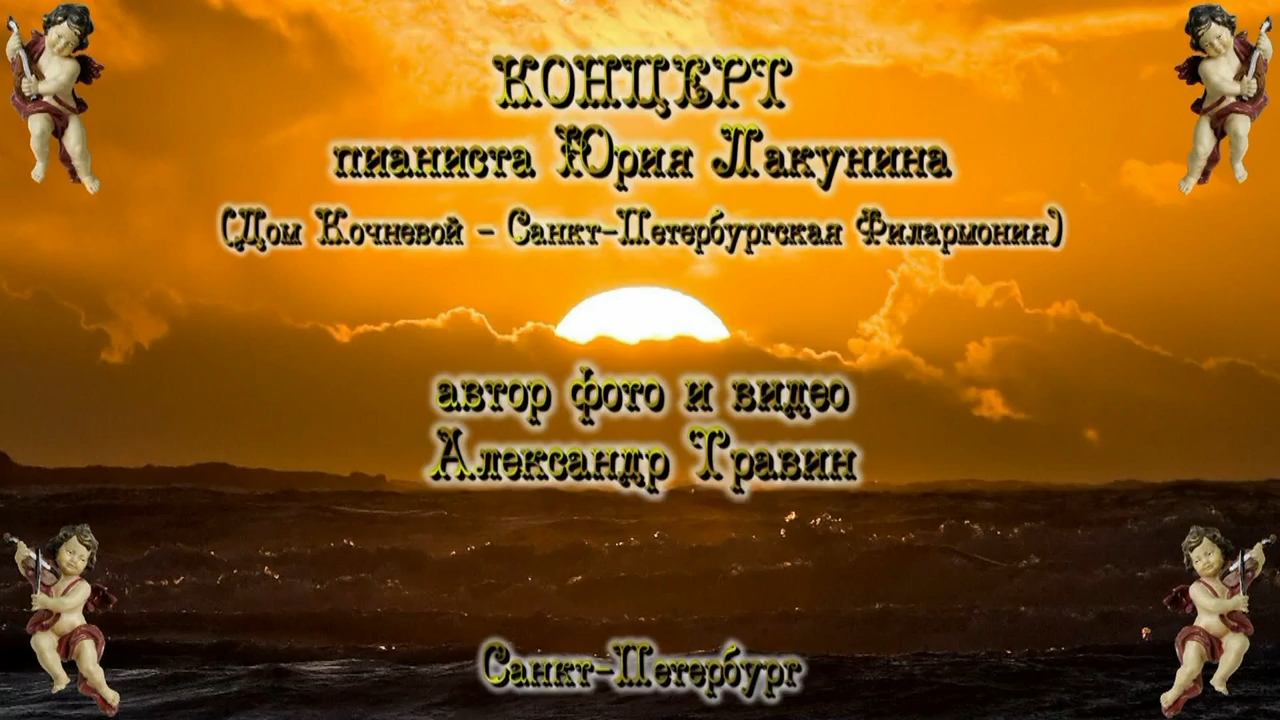 КОНЦЕРТ
пианиста Юрия Лакунина
(Дом Кочневой - Санкт-Петербургская Филармония)
автор фото и видео
Александр Травин
Санкт-Петербург